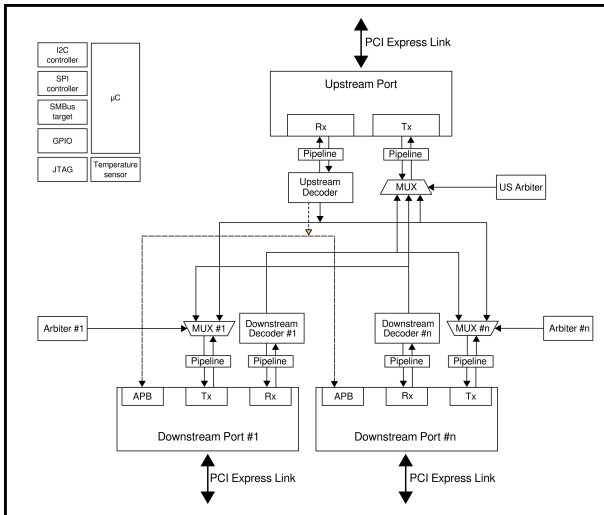 PCI Express Link
I2C
controller
SPI
controller
SMBus
target
GPIO
JTAG
µC
Temperature
sensor
Upstream Port
Rx
Tx
Pipeline
Pipeline
Upstream
Decoder
MUX
US Arbiter
Arbiter #1
MUX #1
Downstream
Decoder #1
Downstream
Decoder #n
MUX #n
Arbiter #n
Pipeline
Pipeline
Pipeline
Pipeline
APB
Tx
Rx
APB
Rx
Tx
Downstream Port #1
Downstream Port #n
PCI Express Link
PCI Express Link